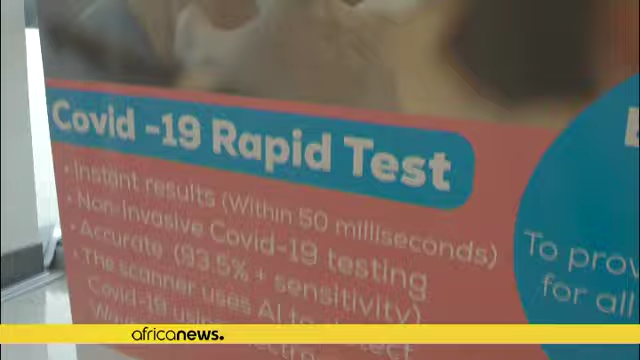 Covid -19 Rapid Test
• Instant results (Within 50 milliseconds)
• Non-invasive Covid-19 testing
• Accurate (93.5% + sensitivity)
• The scanner uses AI to
Covid-19 using
To
for all
africanews.